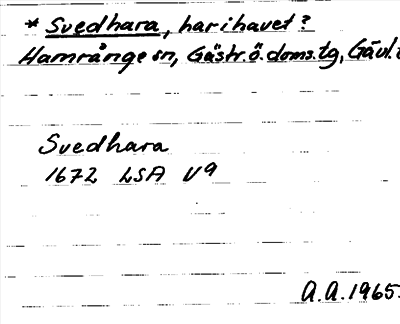 * Svedhara, har i havet?
Hamrånge sn, Gästr. ö. doms. tg, Gävl.
Svedhara
1672 LSA V9
A.A. 1965.